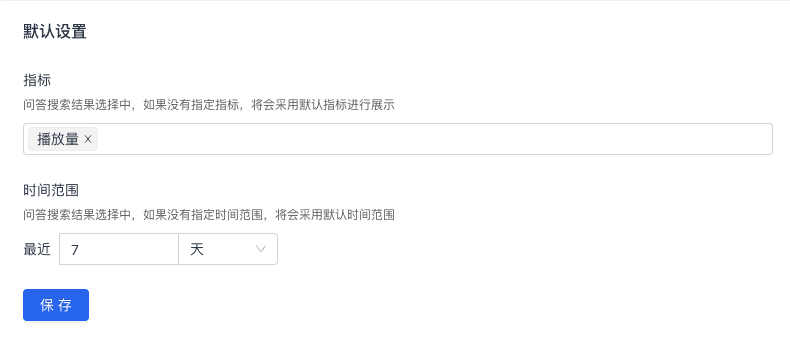 默认设置
指标
问答搜索结果选择中，如果没有指定指标，将会采用默认指标进行展示
播放量 x
时间范围
问答搜索结果选择中，如果没有指定时间范围，将会采用默认时间范围
最近 7 天
保 存